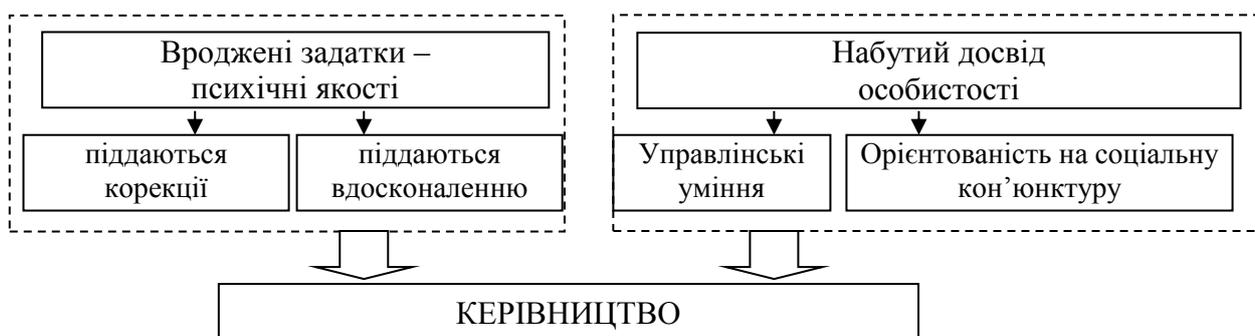 Вроджені задатки –
психічні якості
Набутий досвід
особистості
піддаються
корекції
піддаються
вдосконаленню
Управлінські
уміння
Орієнтованість на соціальну
кон’юнктуру
КЕРІВНИЦТВО